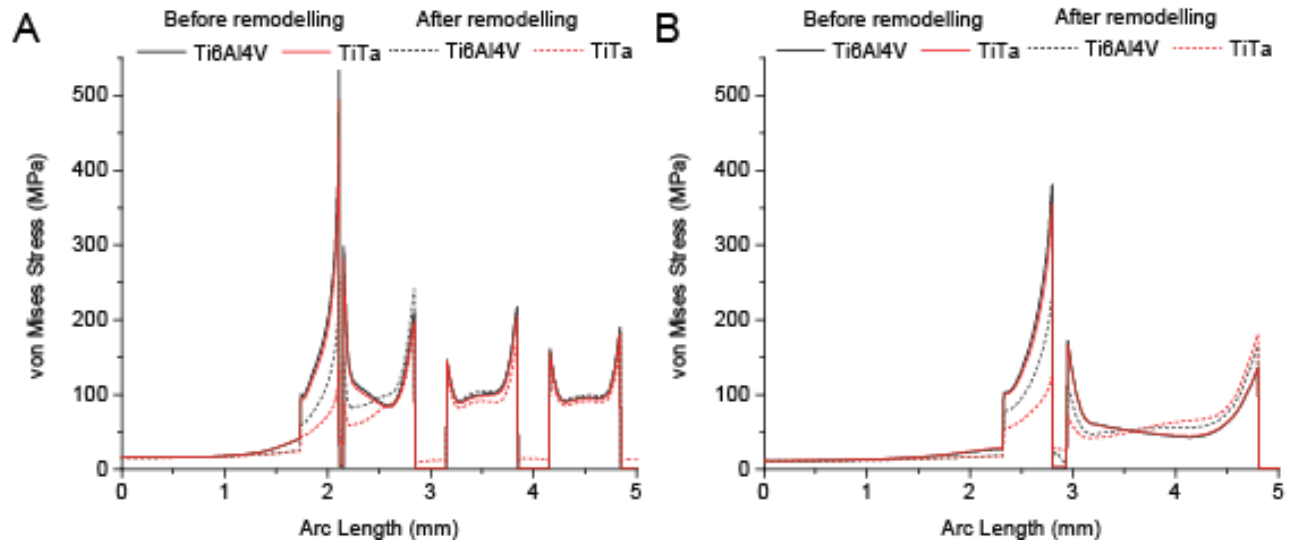 A
Before remodelling After remodelling
Ti6Al4V TiTa Ti6Al4V TiTa
500
400
300
200
100
0
von Mises Stress (MPa)
0 1 2 3 4 5
Arc Length (mm)
B
Before remodelling After remodelling
Ti6Al4V TiTa Ti6Al4V TiTa
500
400
300
200
100
0
von Mises Stress (MPa)
0 1 2 3 4 5
Arc Length (mm)